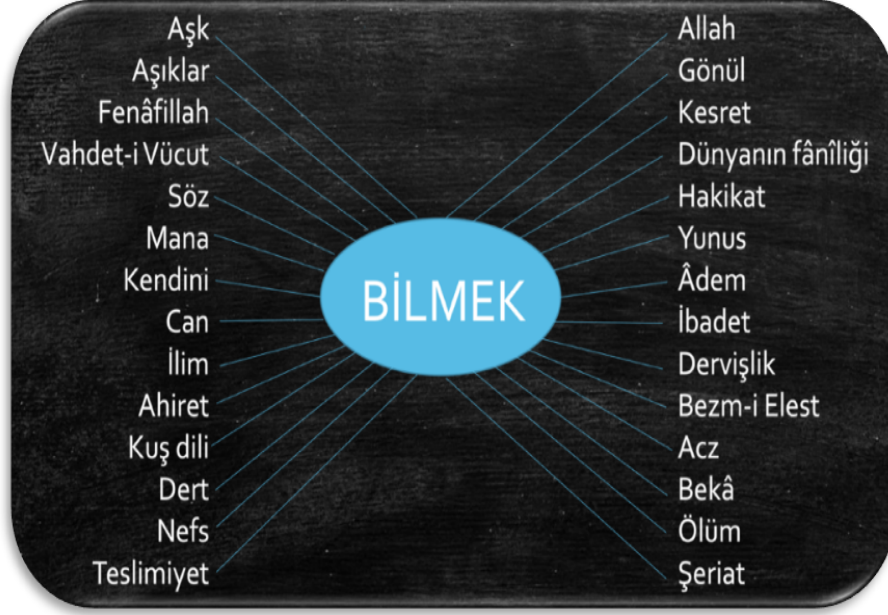 Aşk
Aşıklar
Fenâfillah
Vahdet-i Vücut
Söz
Mana
Kendini
Can
İlim
Ahiret
Kuş dili
Dert
Nefs
Teslimiyet
BİLMEK
Allah
Gönül
Kesret
Dünyanın fânîliği
Hakikat
Yunus
Âdem
İbadet
Dervişlik
Bezm-i Elest
Acz
Bekâ
Ölüm
Şeriat